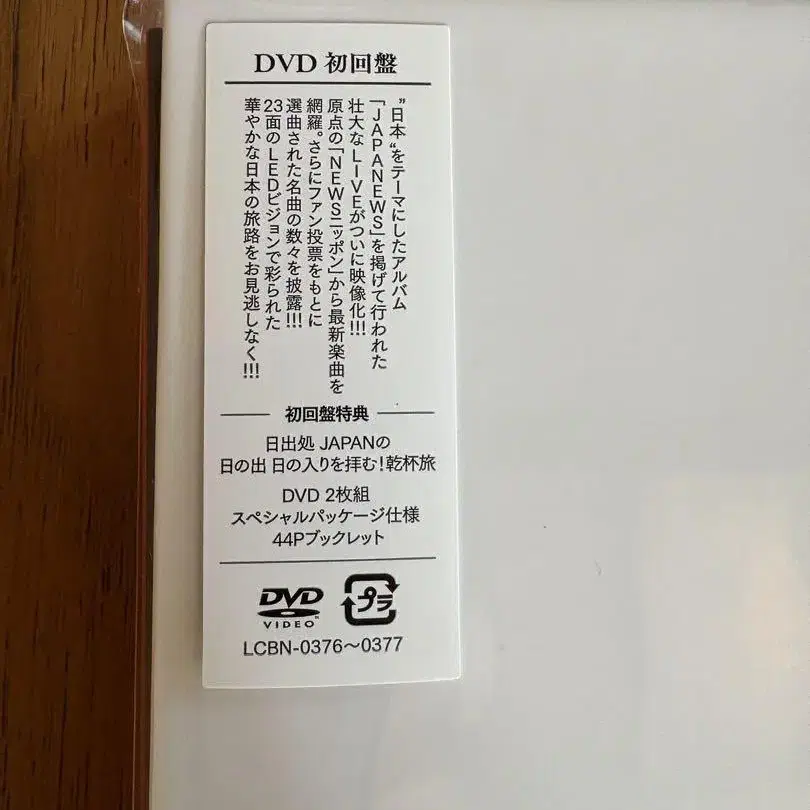 DVD 初回盤
”日本“をテーマにしたアルバム
「JAPANEWS」を掲げて行われた
壮大なLIVEがついに映像化!!!
原点の「NEWSニッポン」から最新楽曲を
網羅。さらにファン投票をもとに
選曲された名曲の数々を披露!!!
23面のLEDビジョンで彩られた
華やかな日本の旅路をお見逃しなく!!!
初回盤特典
日出処 JAPANの
日の出 日の入りを拝む!乾杯旅
DVD 2枚組
スペシャルパッケージ仕様
44Pブックレット
DVD
VIDEO
プラ
LCBN-0376〜0377